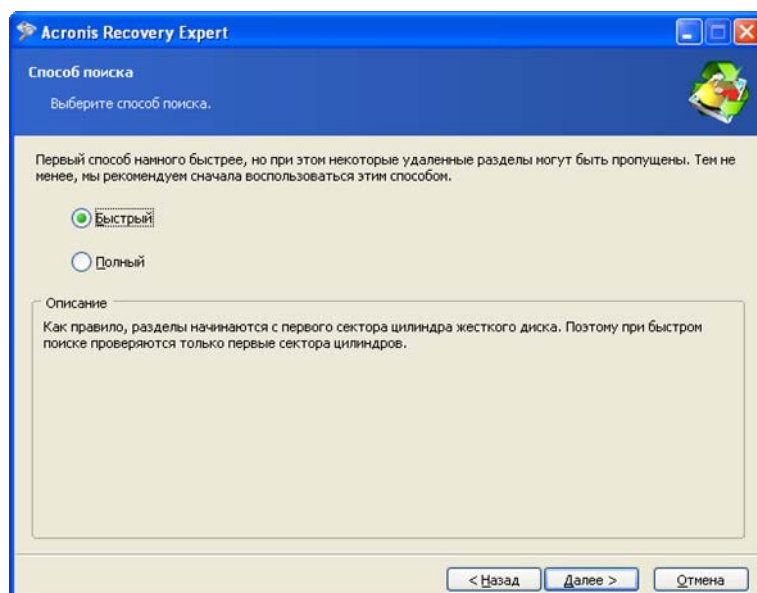 Acronis Recovery Expert
Способ поиска
Выберите способ поиска.
Первый способ намного быстрее, но при этом некоторые удаленные разделы могут быть пропущены. Тем не
менее, мы рекомендуем сначала воспользоваться этим способом.
Быстрый
Полный
Описание
Как правило, разделы начинаются с первого сектора цилиндра жесткого диска. Поэтому при быстром
поиске проверяются только первые сектора цилиндров.
< Назад
Далее >
Отмена